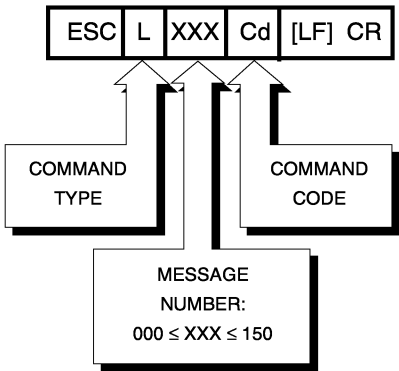 ESC L XXX Cd [LF] CR
COMMAND
TYPE
COMMAND
CODE
MESSAGE
NUMBER:
000 ≤ XXX ≤ 150